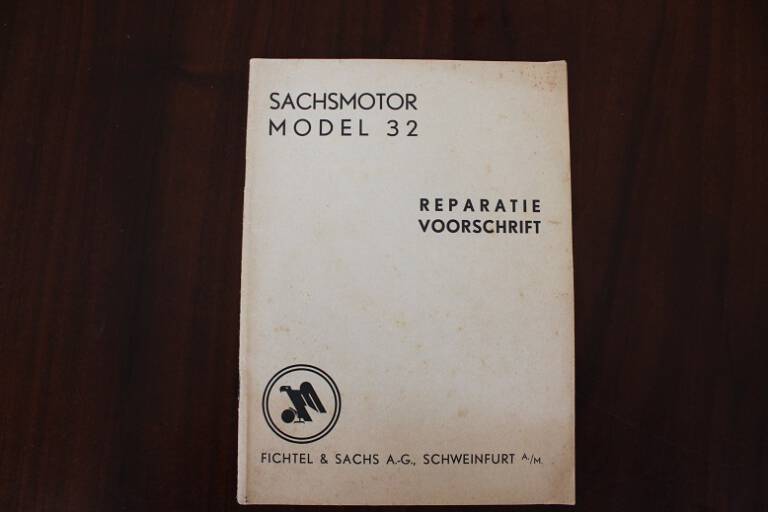 SACHSMOTOR
MODEL 32
REPARATIE
VOORSCHRIFT
FICHTEL & SACHS A.-G., SCHWEINFURT A./M.